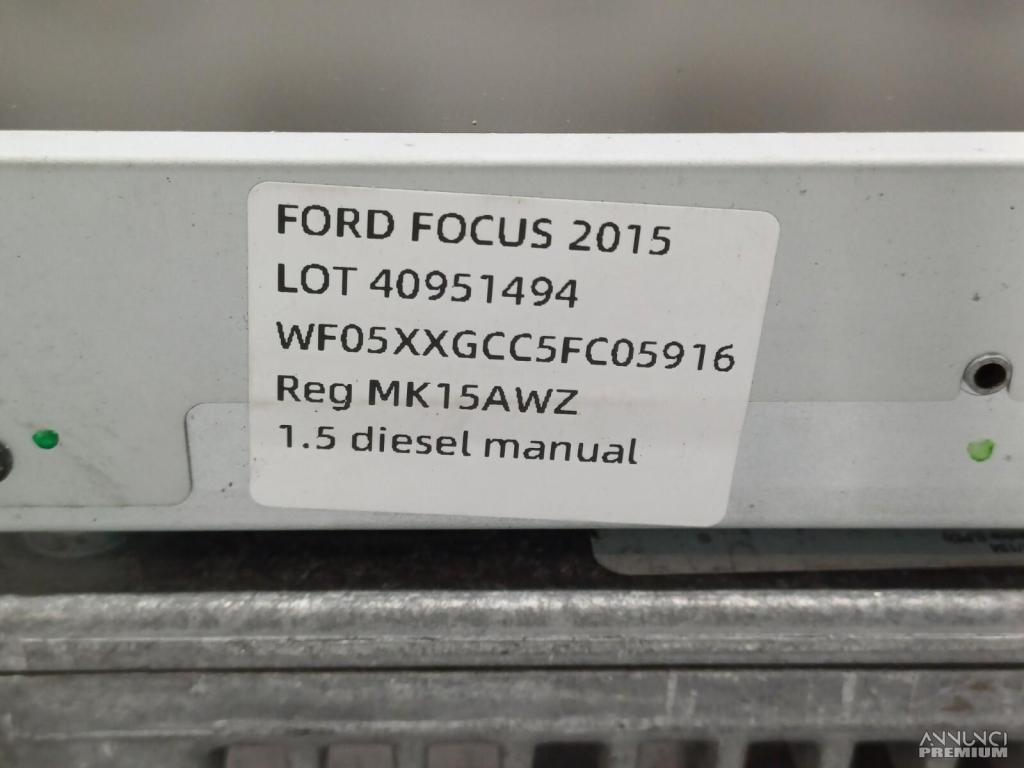 FORD FOCUS 2015
LOT 40951494
WF05XXGCC5FC05916
Reg MK15AWZ
1.5 diesel manual
ANNUNCI
PREMIUM